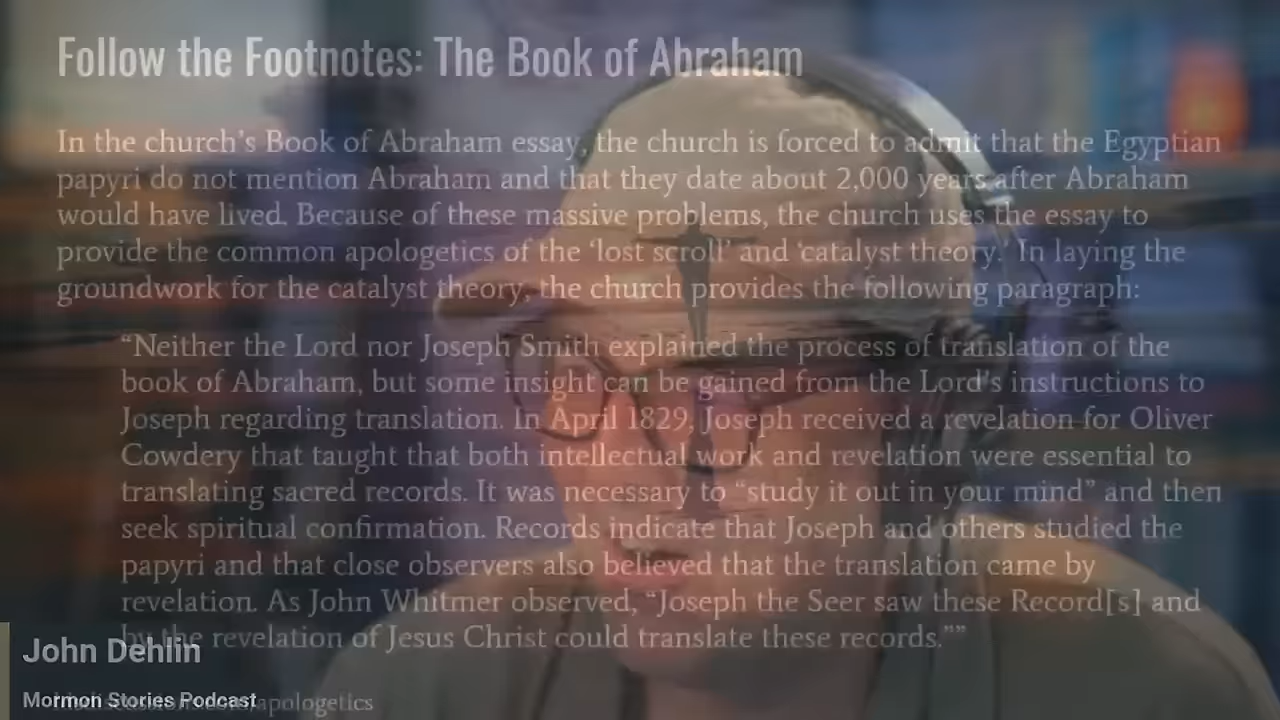 Follow the Footnotes: The Book of Abraham
In the church's Book of Abraham essay, the church is forced to admit that the Egyptian
papyri do not mention Abraham and that they date about 2,000 years after Abraham
would have lived. Because of these massive problems, the church uses the essay to
provide the common apologetics of the 'lost scroll' and 'catalyst theory.' In laying the
groundwork for the catalyst theory, the church provides the following paragraph:
"Neither the Lord nor Joseph Smith explained the process of translation of the
book of Abraham, but some insight can be gained from the Lord's instructions to
Joseph regarding translation. In April 1829, Joseph received a revelation for Oliver
Cowdery that taught that both intellectual work and revelation were essential to
translating sacred records. It was necessary to "study it out in your mind" and then
seek spiritual confirmation. Records indicate that Joseph and others studied the
papyri and that close observers also believed that the translation came by
revelation. As John Whitmer observed, "Joseph the Seer saw these Record[s] and
by the revelation of Jesus Christ could translate these records.""
John Dehlin
Mormon Stories Podcast
apologetics